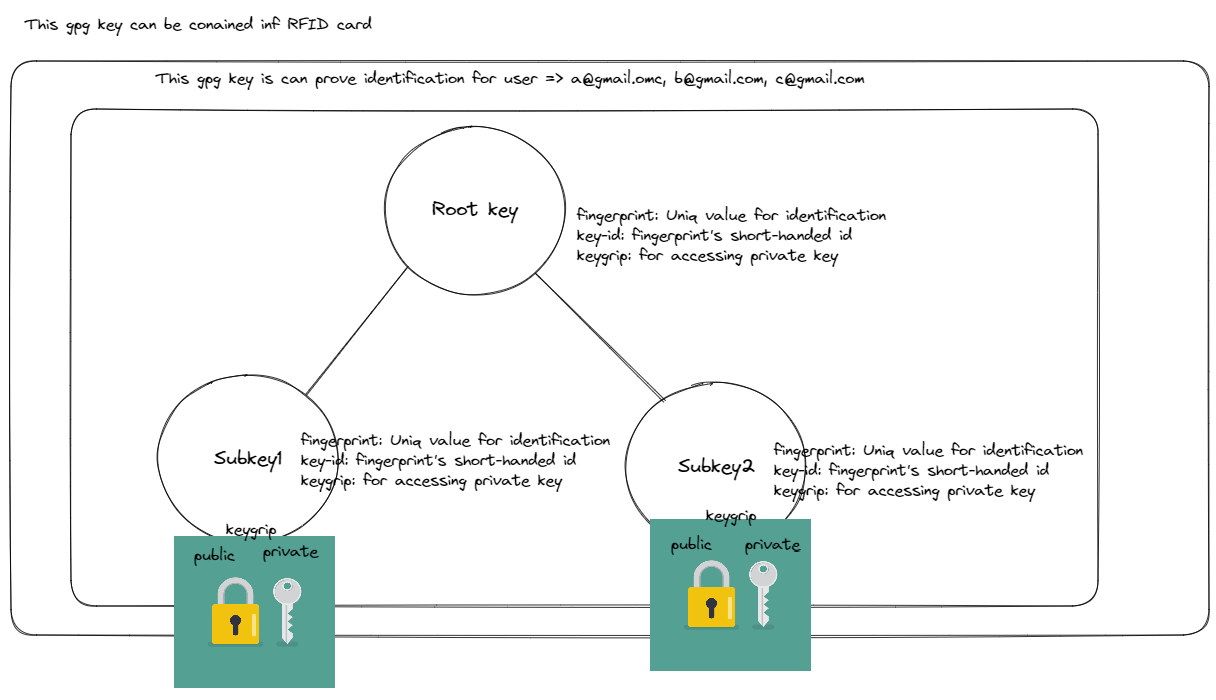 This gpg key can be conained inf RFID card
This gpg key is can prove identification for user => a@gmail.omc, b@gmail.com, c@gmail.com
Root key
fingerprint: Uniq value for identification
key-id: fingerprint's short-handed id
keygrip: for accessing private key
Subkey1
fingerprint: Uniq value for identification
key-id: fingerprint's short-handed id
keygrip: for accessing private key
keygrip
public private
Subkey2
fingerprint: Uniq value for identification
key-id: fingerprint's short-handed id
keygrip: for accessing private key
keygrip
public private